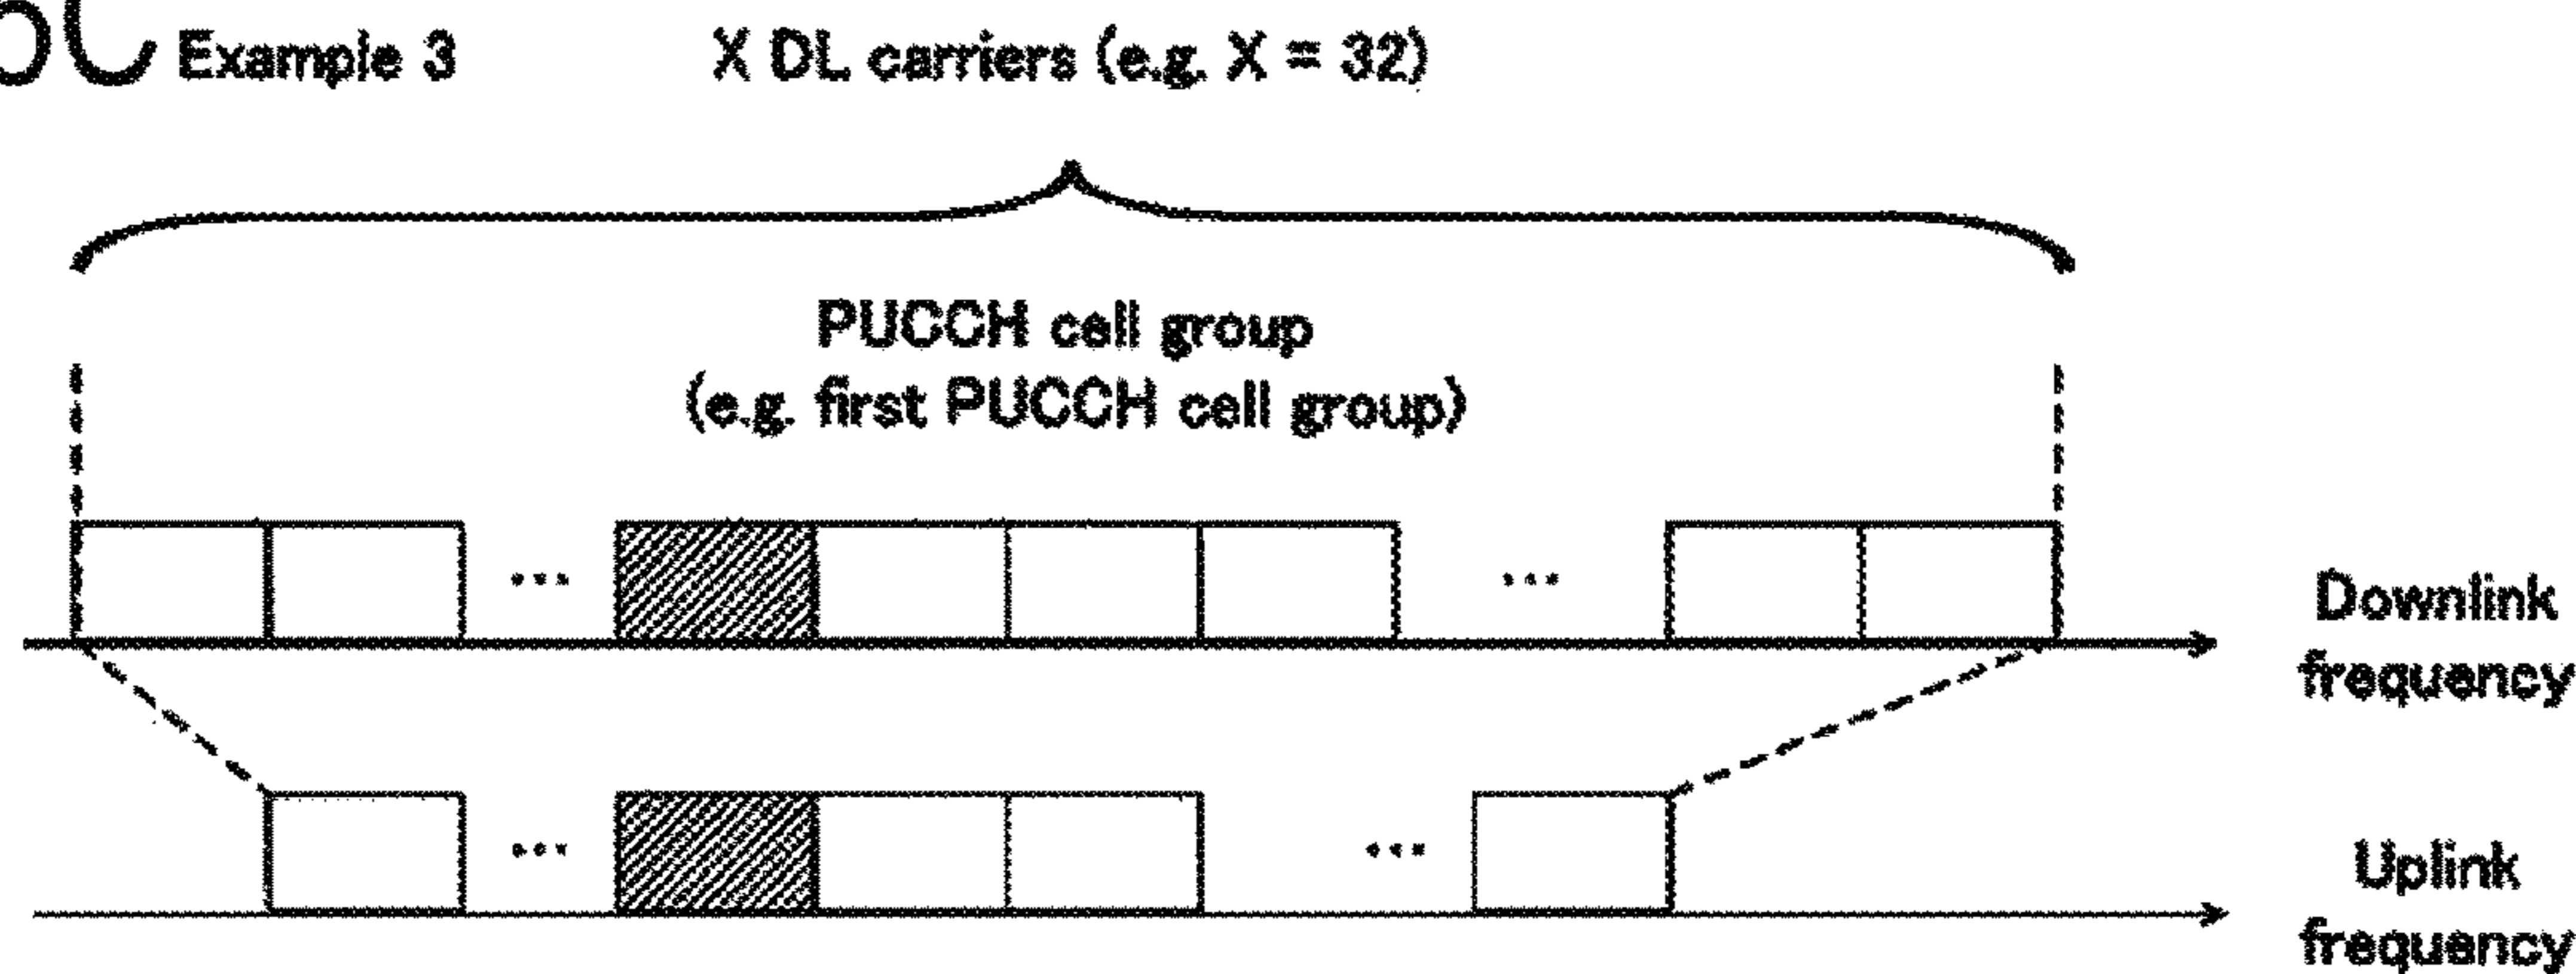 Example 3 X DL carriers (e.g. X = 32)
PUCCH cell group
(e.g. first PUCCH cell group)
...
...
Downlink
frequency
...
...
Uplink
frequency